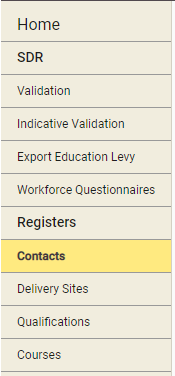 Home
SDR
Validation
Indicative Validation
Export Education Levy
Workforce Questionnaires
Registers
Contacts
Delivery Sites
Qualifications
Courses